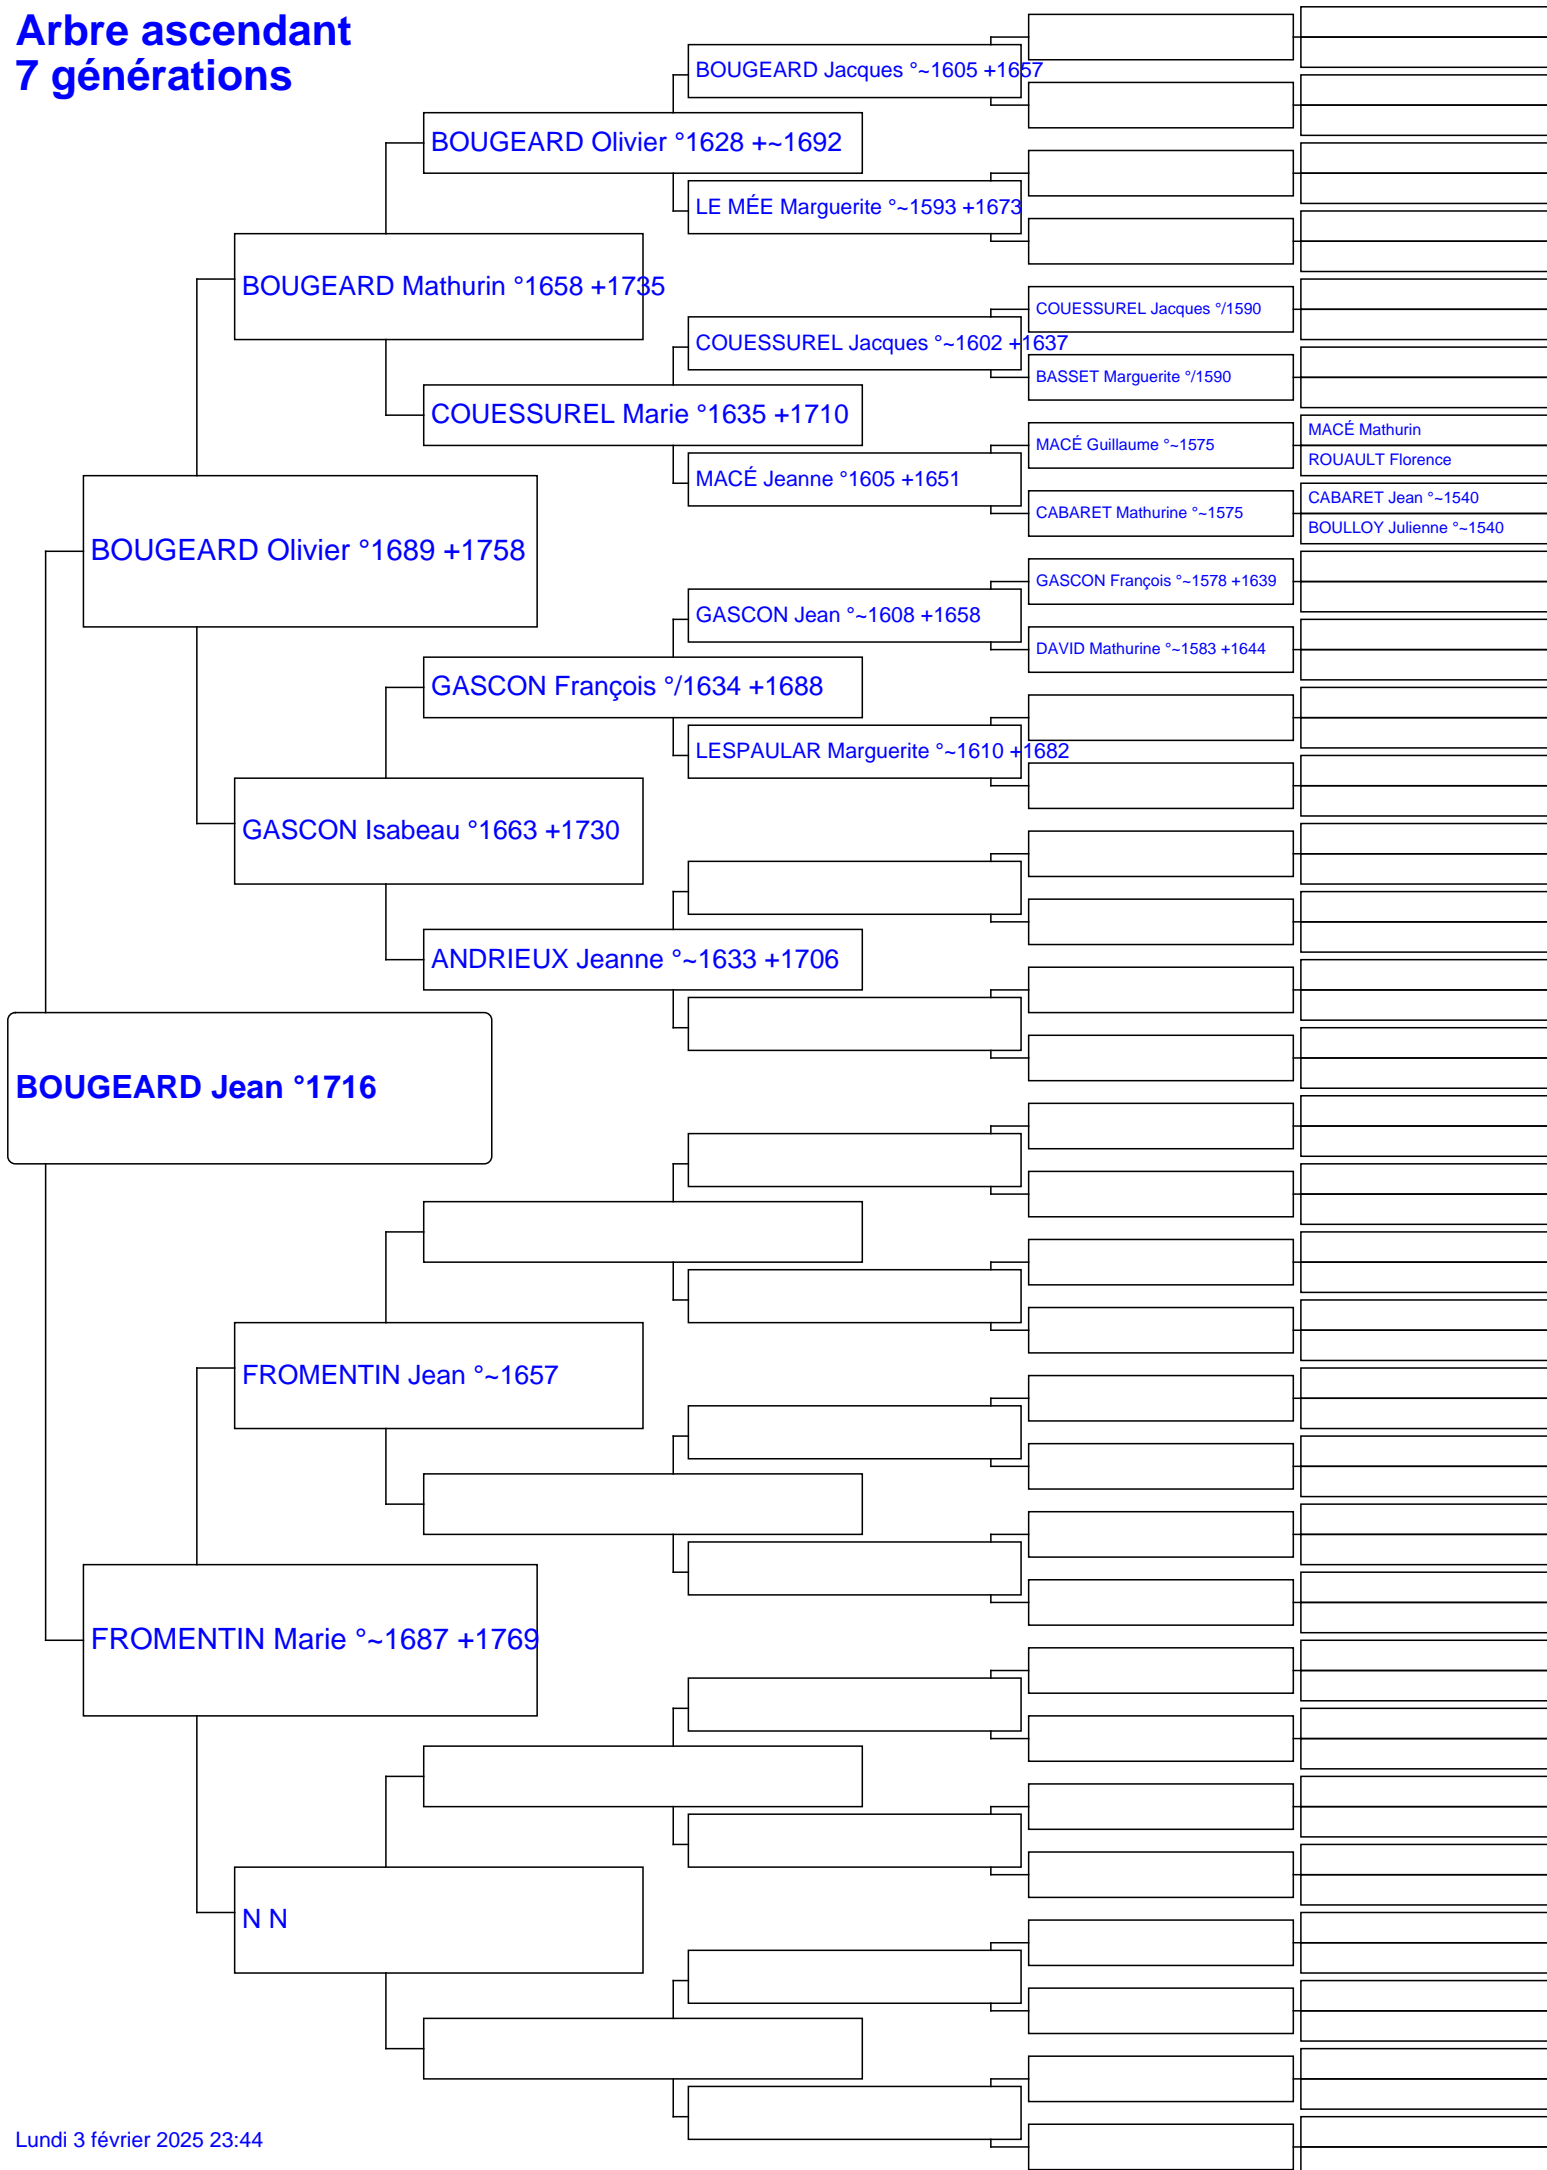 Arbre ascendant
7 générations
BOUGEARD Jacques °~1605 +1657
BOUGEARD Olivier °1628 +~1692
LE MÉE Marguerite °~1593 +1673
BOUGEARD Mathurin °1658 +1735
COUESSUREL Jacques °/1590
COUESSUREL Jacques °~1602 +1637
BASSET Marguerite °/1590
COUESSUREL Marie °1635 +1710
MACÉ Mathurin
MACÉ Guillaume °~1575
ROUAULT Florence
MACÉ Jeanne °1605 +1651
CABARET Jean °~1540
CABARET Mathurine °~1575
BOULLOY Julienne °~1540
BOUGEARD Olivier °1689 +1758
GASCON François °~1578 +1639
GASCON Jean °~1608 +1658
DAVID Mathurine °~1583 +1644
GASCON François °/1634 +1688
LESPAULAR Marguerite °~1610 +1682
GASCON Isabeau °1663 +1730
ANDRIEUX Jeanne °~1633 +1706
BOUGEARD Jean °1716
FROMENTIN Jean °~1657
FROMENTIN Marie °~1687 +1769
N N
Lundi 3 février 2025 23:44